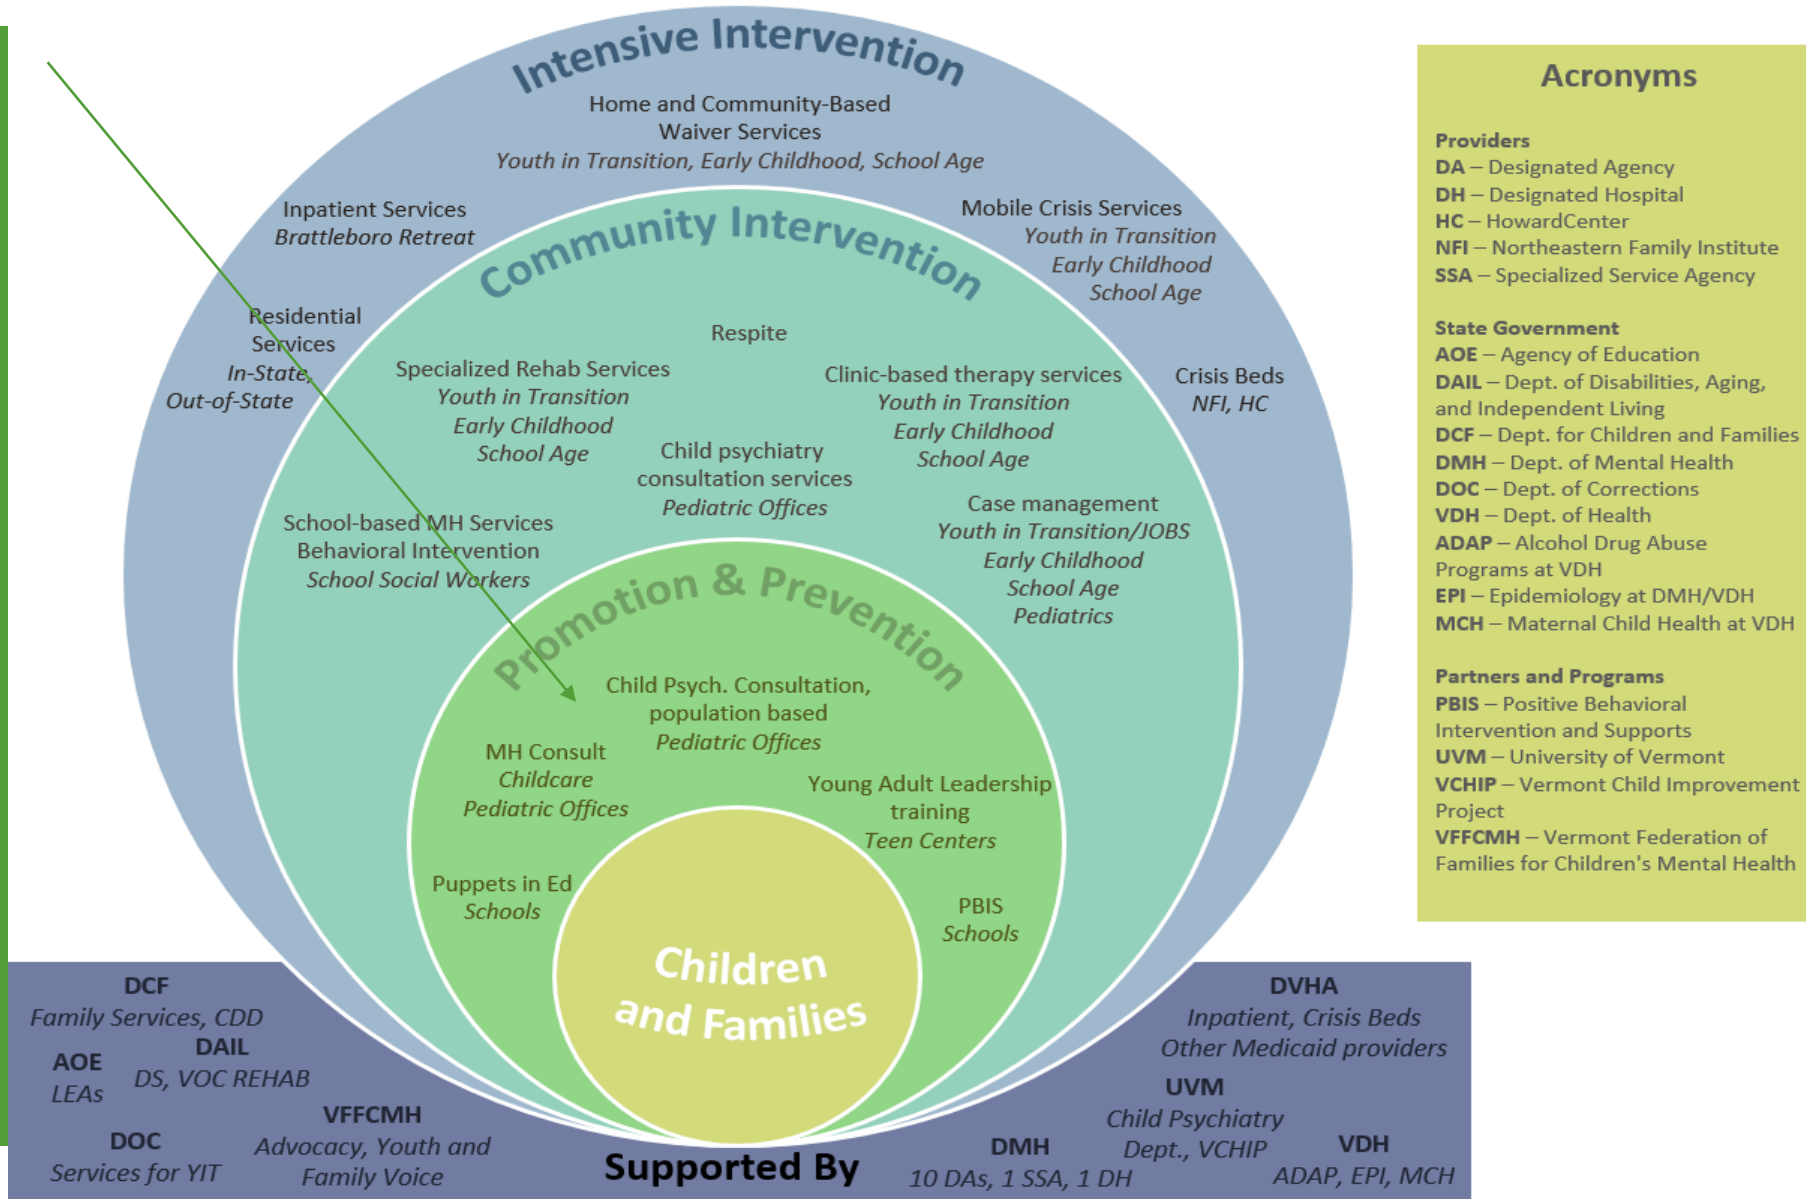 Intensive Intervention
Home and Community-Based
Waiver Services
Youth in Transition, Early Childhood, School Age
Inpatient Services
Brattleboro Retreat
Mobile Crisis Services
Youth in Transition
Early Childhood
School Age
Residential
Services
In-State,
Out-of-State
Crisis Beds
NFI, HC
Community Intervention
Respite
Specialized Rehab Services
Youth in Transition
Early Childhood
School Age
Clinic-based therapy services
Youth in Transition
Early Childhood
School Age
Child psychiatry
consultation services
Pediatric Offices
School-based MH Services
Behavioral Intervention
School Social Workers
Case management
Youth in Transition/JOBS
Early Childhood
School Age
Pediatrics
Promotion & Prevention
Child Psych. Consultation,
population based
Pediatric Offices
MH Consult
Childcare
Pediatric Offices
Young Adult Leadership
training
Teen Centers
Puppets in Ed
Schools
PBIS
Schools
Children
and Families
DCF
Family Services, CDD
AOE
LEAs
DAIL
DS, VOC REHAB
DOC
Services for YIT
VFFCMH
Advocacy, Youth and
Family Voice
Supported By
DMH
10 DAs, 1 SSA, 1 DH
DVHA
Inpatient, Crisis Beds
Other Medicaid providers
UVM
Child Psychiatry
Dept., VCHIP
VDH
ADAP, EPI, MCH
Acronyms
Providers
DA – Designated Agency
DH – Designated Hospital
HC – HowardCenter
NFI – Northeastern Family Institute
SSA – Specialized Service Agency
State Government
AOE – Agency of Education
DAIL – Dept. of Disabilities, Aging,
and Independent Living
DCF – Dept. for Children and Families
DMH – Dept. of Mental Health
DOC – Dept. of Corrections
VDH – Dept. of Health
ADAP – Alcohol Drug Abuse
Programs at VDH
EPI – Epidemiology at DMH/VDH
MCH – Maternal Child Health at VDH
Partners and Programs
PBIS – Positive Behavioral
Intervention and Supports
UVM – University of Vermont
VCHIP – Vermont Child Improvement
Project
VFFCMH – Vermont Federation of
Families for Children's Mental Health